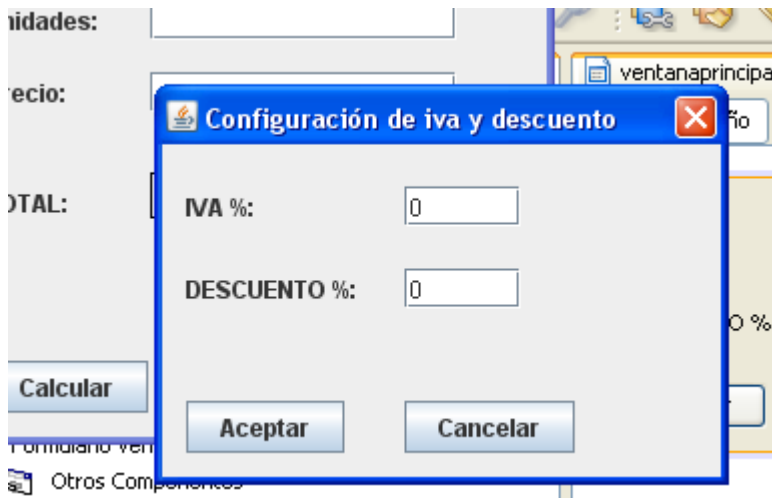 nidades:
recio:
ventanaprincipa
Configuración de iva y descuento
ño
OTAL:
IVA %:
0
DESCUENTO %:
0
O %
Calcular
Aceptar
Cancelar
Otros Componentes